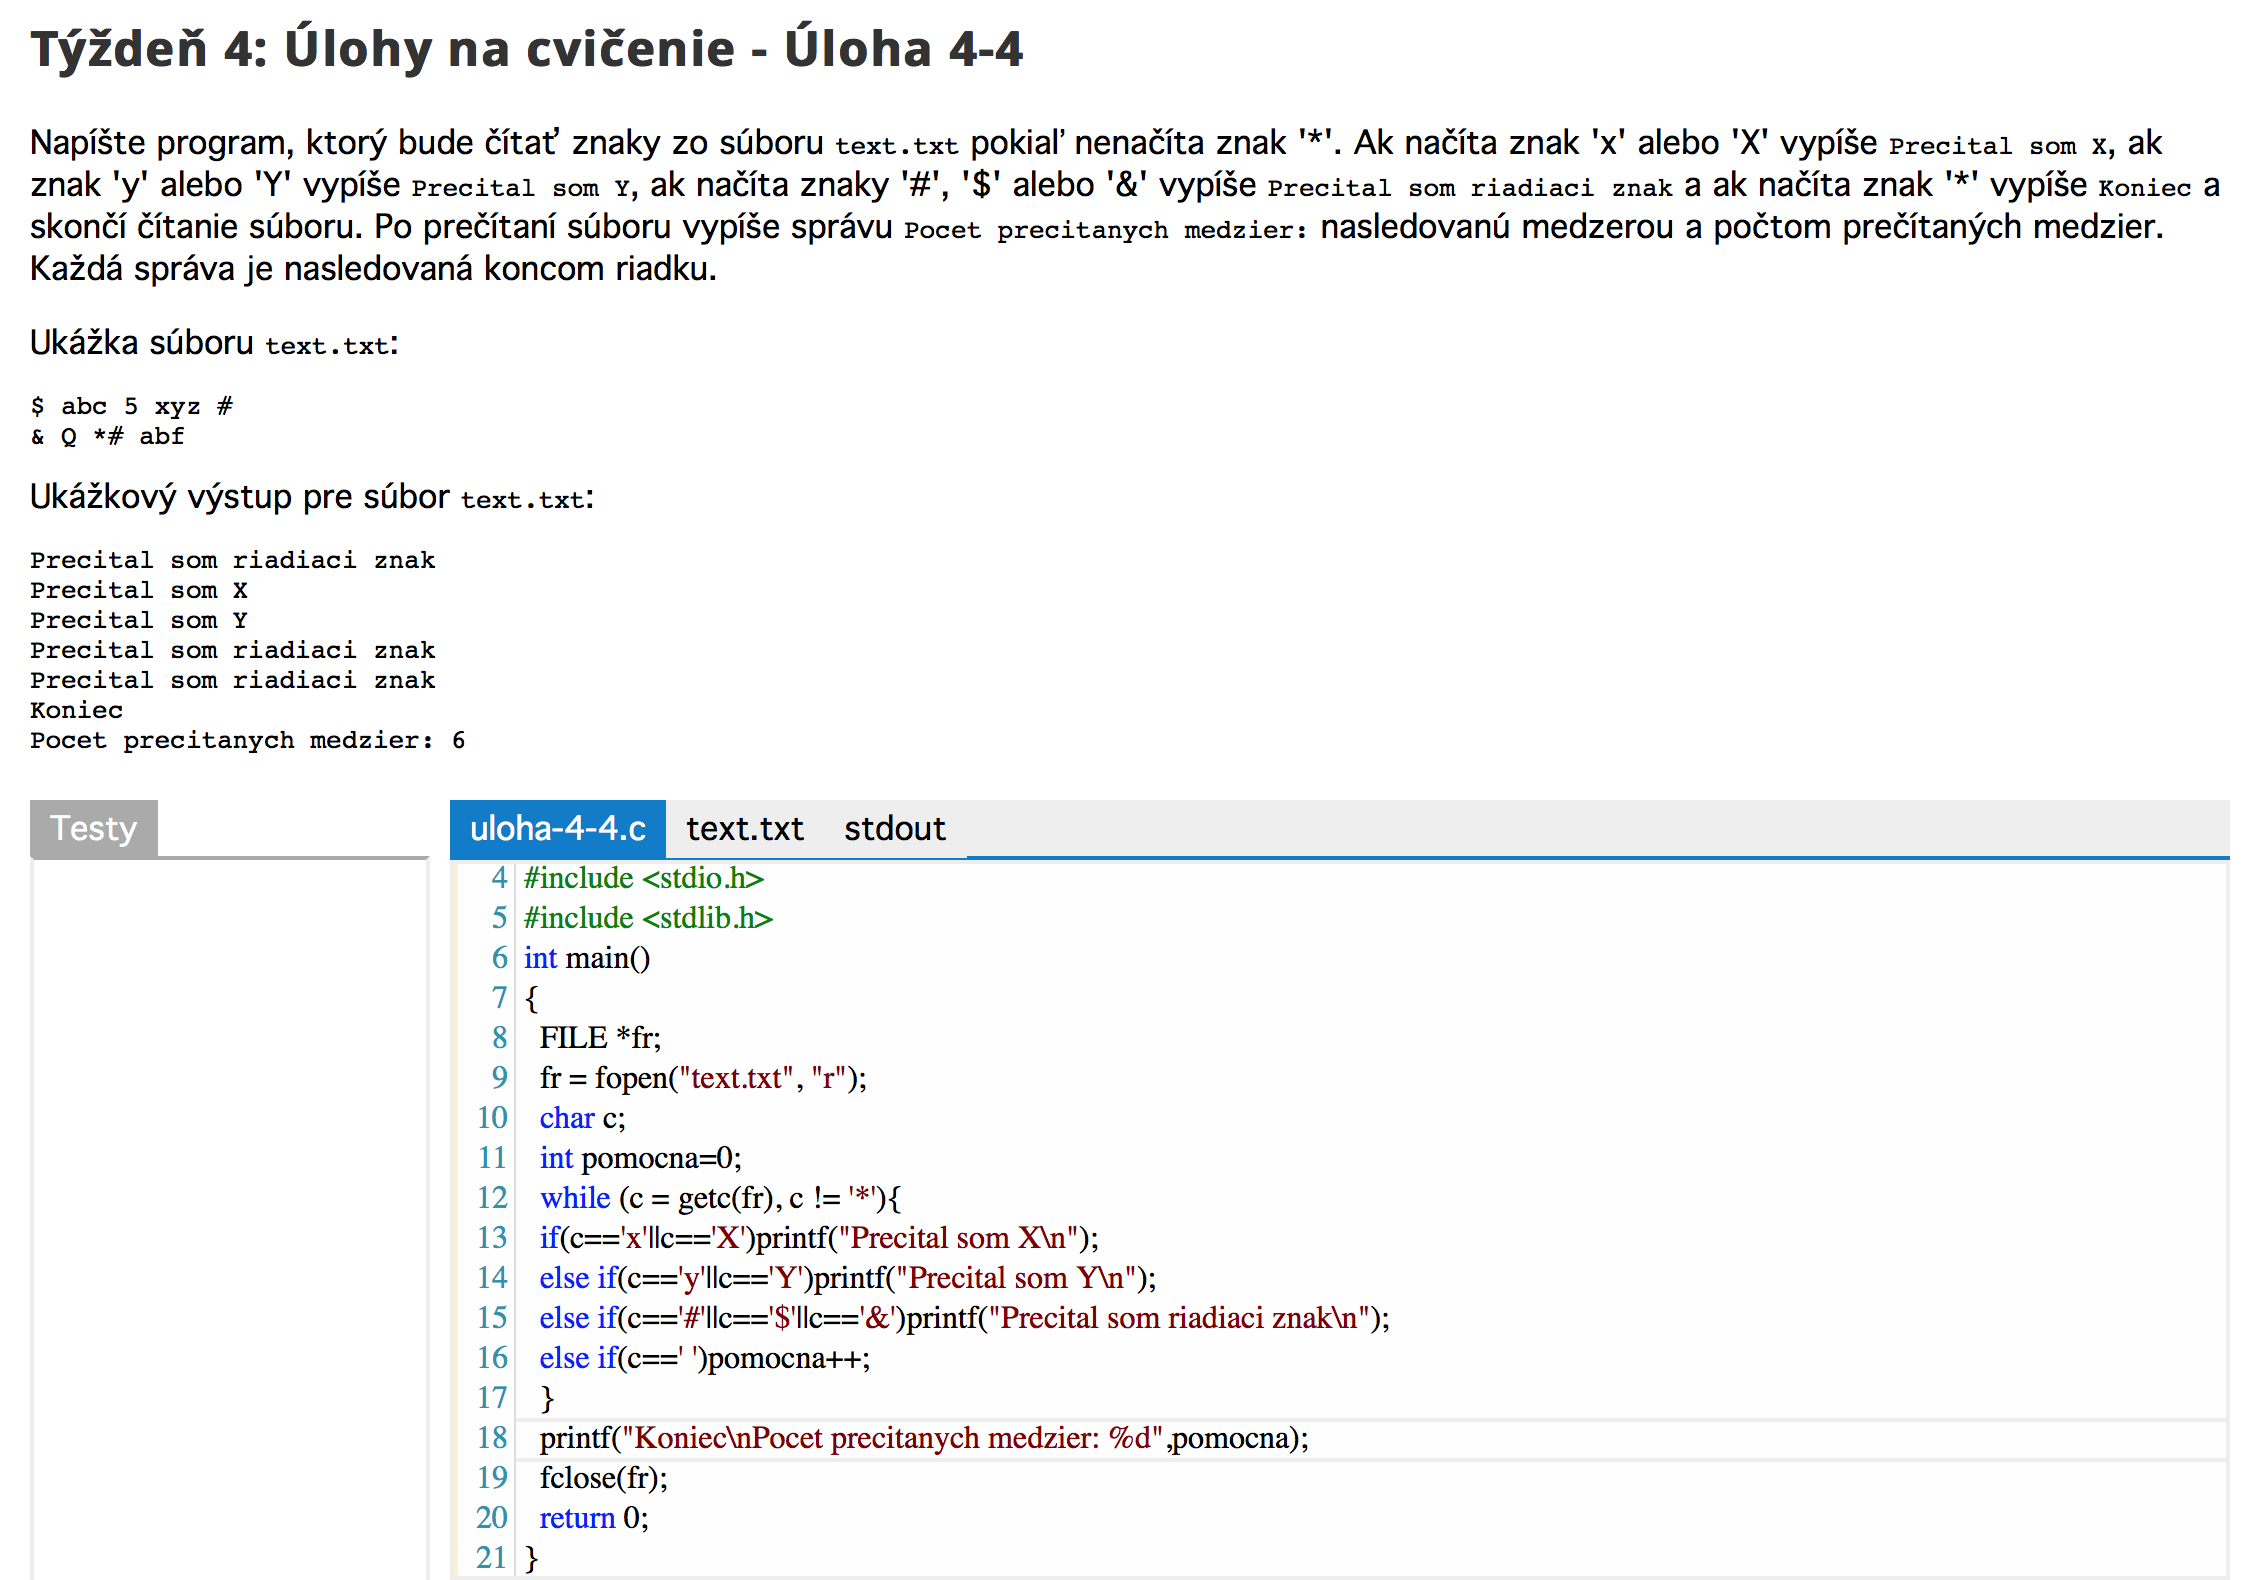 Týždeň 4: Úlohy na cvičenie - Úloha 4-4
Napíšte program, ktorý bude čítať znaky zo súboru text.txt pokiaľ nenačíta znak '*'. Ak načíta znak 'x' alebo 'X' vypíše Precital som X, ak
znak 'y' alebo 'Y' vypíše Precital som Y, ak načíta znaky '#', '$' alebo '&' vypíše Precital som riadiaci znak a ak načíta znak '*' vypíše Koniec a
skončí čítanie súboru. Po prečítaní súboru vypíše správu Pocet precitanych medzier: nasledovanú medzerou a počtom prečítaných medzier.
Každá správa je nasledovaná koncom riadku.
Ukážka súboru text.txt:
$ abc 5 xyz #
& Q *# abf
Ukážkový výstup pre súbor text.txt:
Precital som riadiaci znak
Precital som X
Precital som Y
Precital som riadiaci znak
Precital som riadiaci znak
Koniec
Pocet precitanych medzier: 6
Testy
uloha-4-4.c text.txt stdout
4 #include <stdio.h>
5 #include <stdlib.h>
6 int main()
7 {
8 FILE *fr;
9 fr = fopen("text.txt", "r");
10 char c;
11 int pomocna=0;
12 while (c = getc(fr), c != '*'){
13 if(c=='x'||c=='X')printf("Precital som X\n");
14 else if(c=='y'||c=='Y')printf("Precital som Y\n");
15 else if(c=='#'||c=='$'||c=='&')printf("Precital som riadiaci znak\n");
16 else if(c==' ')pomocna++;
17 }
18 printf("Koniec\nPocet precitanych medzier: %d",pomocna);
19 fclose(fr);
20 return 0;
21 }